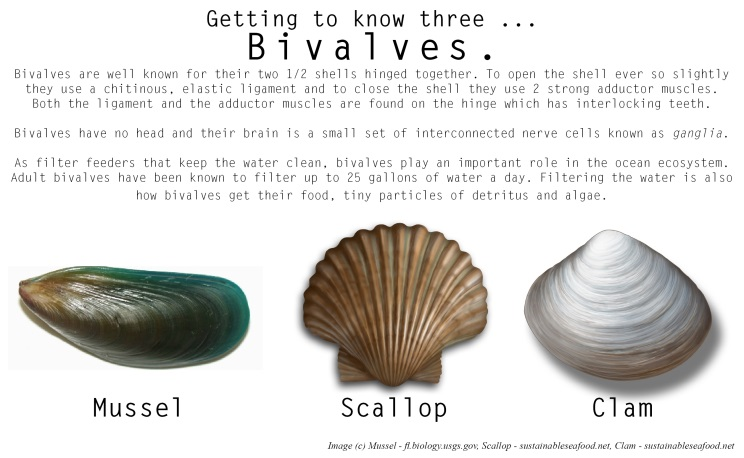 Getting to know three ...
Bivalves.
Bivalves are well known for their two 1/2 shells hinged together. To open the shell ever so slightly
they use a chitinous, elastic ligament and to close the shell they use 2 strong adductor muscles.
Both the ligament and the adductor muscles are found on the hinge which has interlocking teeth.
Bivalves have no head and their brain is a small set of interconnected nerve cells known as ganglia.
As filter feeders that keep the water clean, bivalves play an important role in the ocean ecosystem.
Adult bivalves have been known to filter up to 25 gallons of water a day. Filtering the water is also
how bivalves get their food, tiny particles of detritus and algae.
Mussel
Scallop
Clam
Image (c) Mussel - fl.biology.usgs.gov, Scallop - sustainableseafood.net, Clam - sustainableseafood.net